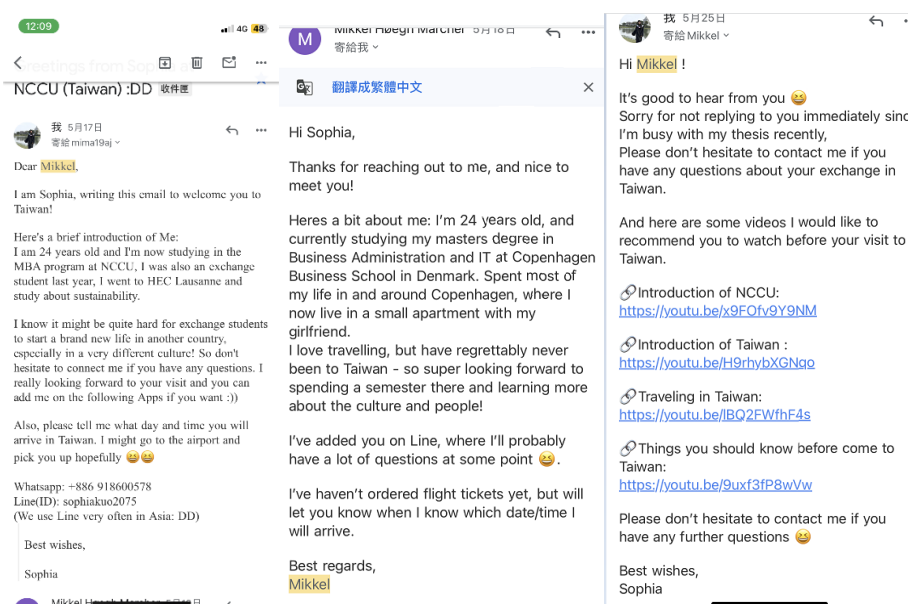 12:09
4G 48
NCCU (Taiwan) :DD 收件匣
我 5月17日
寄給 mima19aj
Dear Mikkel,
I am Sophia, writing this email to welcome you to
Taiwan!
Here's a brief introduction of Me:
I am 24 years old and I'm now studying in the
MBA program at NCCU, I was also an exchange
student last year, I went to HEC Lausanne and
study about sustainability.
I know it might be quite hard for exchange students
to start a brand new life in another country,
especially in a very different culture! So don't
hesitate to connect me if you have any questions. I
really looking forward to your visit and you can
add me on the following Apps if you want :))
Also, please tell me what day and time you will
arrive in Taiwan. I might go to the airport and
pick you up hopefully 😆😆
Whatsapp: +886 918600578
Line(ID): sophiakuo2075
(We use Line very often in Asia: DD)
Best wishes,
Sophia
M
Mikkel Høegh Marcher 5月18日
寄給我
翻譯成繁體中文
Hi Sophia,
Thanks for reaching out to me, and nice to
meet you!
Heres a bit about me: I'm 24 years old, and
currently studying my masters degree in
Business Administration and IT at Copenhagen
Business School in Denmark. Spent most of
my life in and around Copenhagen, where I
now live in a small apartment with my
girlfriend.
I love travelling, but have regrettably never
been to Taiwan - so super looking forward to
spending a semester there and learning more
about the culture and people!
I've added you on Line, where I'll probably
have a lot of questions at some point 😆.
I've haven't ordered flight tickets yet, but will
let you know when I know which date/time I
will arrive.
Best regards,
Mikkel
我 5月25日
寄給 Mikkel
Hi Mikkel !
It's good to hear from you 😆
Sorry for not replying to you immediately sinc
I'm busy with my thesis recently,
Please don't hesitate to contact me if you
have any questions about your exchange in
Taiwan.
And here are some videos I would like to
recommend you to watch before your visit to
Taiwan.
🔗Introduction of NCCU:
https://youtu.be/x9FOfv9Y9NM
🔗Introduction of Taiwan :
https://youtu.be/H9rhybXGNqo
🔗Traveling in Taiwan:
https://youtu.be/lBQ2FWfhF4s
🔗Things you should know before come to
Taiwan:
https://youtu.be/9uxf3fP8wVw
Please don't hesitate to contact me if you
have any further questions 😆
Best wishes,
Sophia